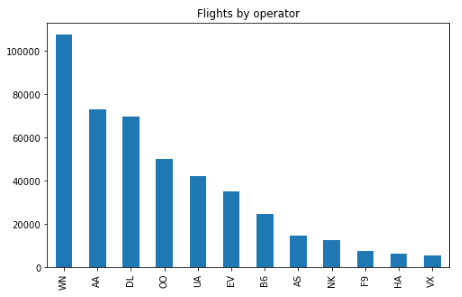 Flights by operator
100000
80000
60000
40000
20000
0
WN
AA
DL
OO
UA
EV
B6
AS
NK
F9
HA
VX